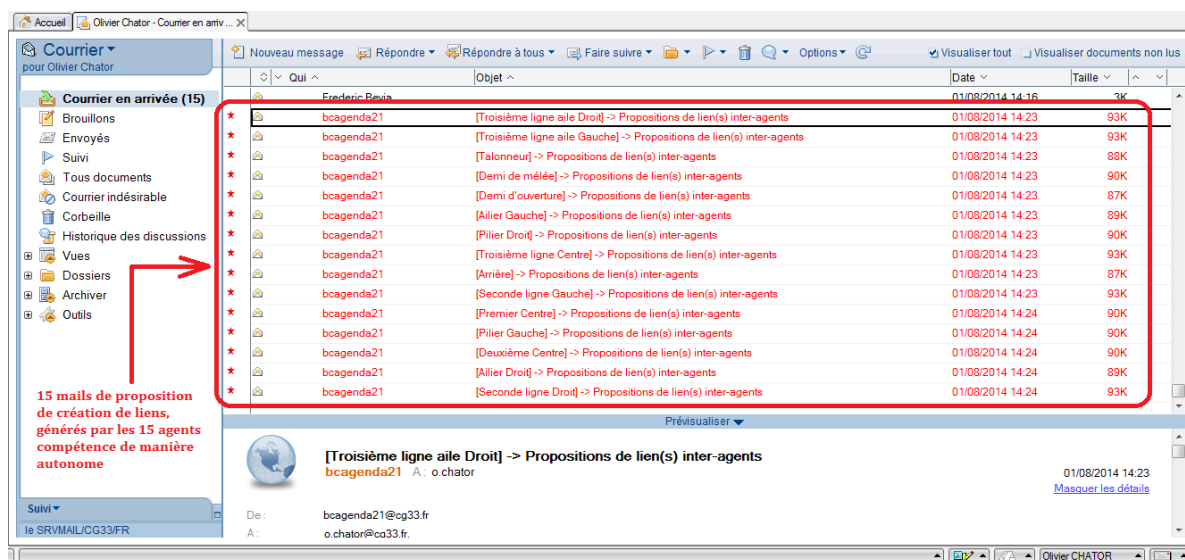 Accueil Olivier Chator - Courrier en arriv ...
Courrier
pour Olivier Chator
Nouveau message Répondre Répondre à tous Faire suivre Options Visualiser tout Visualiser documents non lus
Qui Objet Date Taille
Frederic Bevia 01/08/2014 14:16 3K
bcagenda21 [Troisième ligne aile Droit] -> Propositions de lien(s) inter-agents 01/08/2014 14:23 93K
bcagenda21 [Troisième ligne aile Gauche] -> Propositions de lien(s) inter-agents 01/08/2014 14:23 93K
bcagenda21 [Talonneur] -> Propositions de lien(s) inter-agents 01/08/2014 14:23 88K
bcagenda21 [Demi de mêlée] -> Propositions de lien(s) inter-agents 01/08/2014 14:23 90K
bcagenda21 [Demi d'ouverture] -> Propositions de lien(s) inter-agents 01/08/2014 14:23 87K
bcagenda21 [Ailier Gauche] -> Propositions de lien(s) inter-agents 01/08/2014 14:23 89K
bcagenda21 [Pilier Droit] -> Propositions de lien(s) inter-agents 01/08/2014 14:23 90K
bcagenda21 [Troisième ligne Centre] -> Propositions de lien(s) inter-agents 01/08/2014 14:23 93K
bcagenda21 [Arrière] -> Propositions de lien(s) inter-agents 01/08/2014 14:23 87K
bcagenda21 [Seconde ligne Gauche] -> Propositions de lien(s) inter-agents 01/08/2014 14:23 93K
bcagenda21 [Premier Centre] -> Propositions de lien(s) inter-agents 01/08/2014 14:24 90K
bcagenda21 [Pilier Gauche] -> Propositions de lien(s) inter-agents 01/08/2014 14:24 90K
bcagenda21 [Deuxième Centre] -> Propositions de lien(s) inter-agents 01/08/2014 14:24 90K
bcagenda21 [Ailier Droit] -> Propositions de lien(s) inter-agents 01/08/2014 14:24 89K
bcagenda21 [Seconde ligne Droit] -> Propositions de lien(s) inter-agents 01/08/2014 14:24 93K
Courrier en arrivée (15)
Brouillons
Envoyés
Suivi
Tous documents
Courrier indésirable
Corbeille
Historique des discussions
Vues
Dossiers
Archiver
Outils
15 mails de proposition
de création de liens,
générés par les 15 agents
compétence de manière
autonome
Suivi
le SRVMAIL/CG33/FR
Prévisualiser
[Troisième ligne aile Droit] -> Propositions de lien(s) inter-agents
bcagenda21 A : o.chator 01/08/2014 14:23
Masquer les détails
De : bcagenda21@cg33.fr
A : o.chator@cg33.fr.
Olivier CHATOR